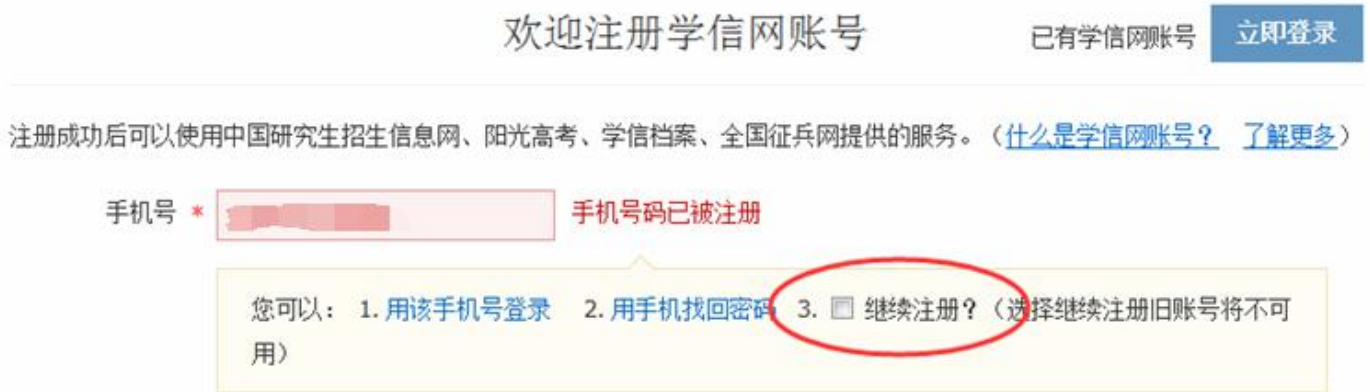 欢迎注册学信网账号 已有学信网账号 立即登录
注册成功后可以使用中国研究生招生信息网、阳光高考、学信档案、全国征兵网提供的服务。（什么是学信网账号？ 了解更多）
手机号 * 手机号码已被注册
您可以： 1. 用该手机号登录 2. 用手机找回密码 3. 继续注册？（选择继续注册旧账号将不可
用）